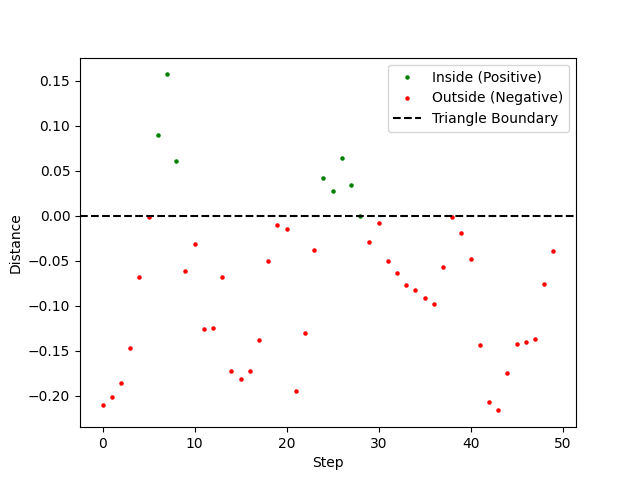 Inside (Positive)
Outside (Negative)
Triangle Boundary
0.15
0.10
0.05
0.00
−0.05
−0.10
−0.15
−0.20
Distance
0 10 20 30 40 50
Step